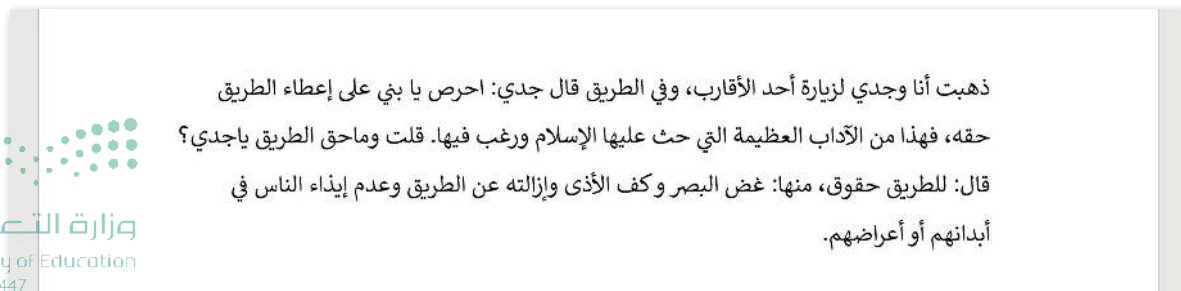 ذهبت أنا وجدي لزيارة أحد الأقارب، وفي الطريق قال جدي: احرص يا بني على إعطاء الطريق
حقه، فهذا من الآداب العظيمة التي حث عليها الإسلام ورغب فيها. قلت وماحق الطريق ياجدي؟
قال: للطريق حقوق، منها: غض البصر وكف الأذى وإزالته عن الطريق وعدم إيذاء الناس في
أبدانهم أو أعراضهم.
وزارة التع
y of Education
447